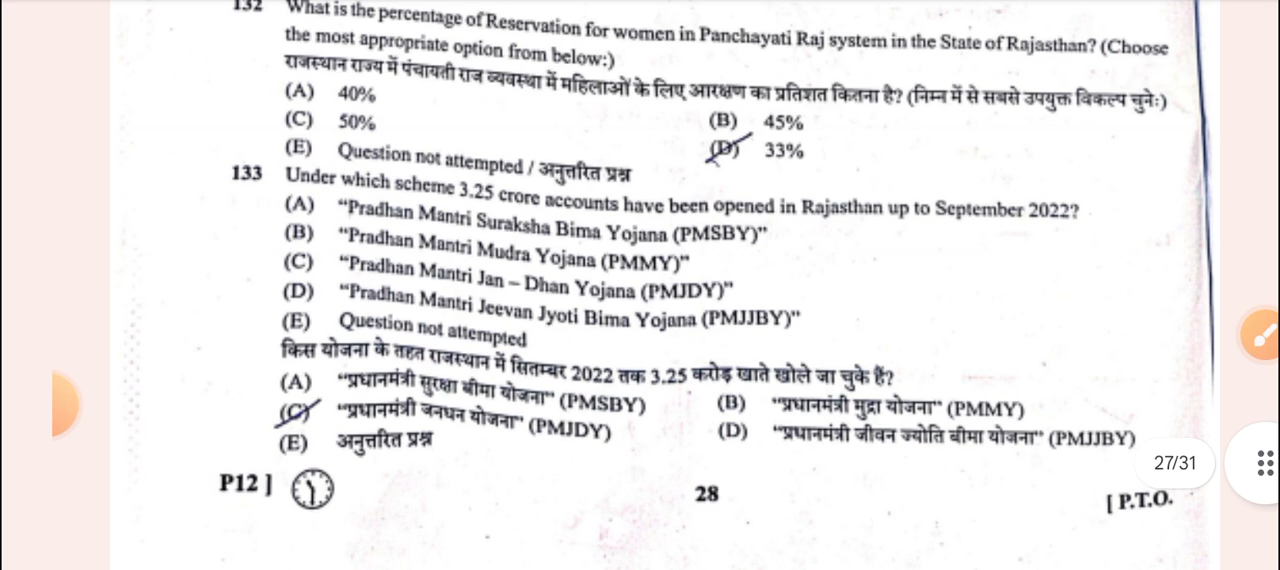 132 What is the percentage of Reservation for women in Panchayati Raj system in the State of Rajasthan? (Choose
the most appropriate option from below:)
राजस्थान राज्य में पंचायती राज व्यवस्था में महिलाओं के लिए आरक्षण का प्रतिशत कितना है? (निम्न में से सबसे उपयुक्त विकल्प चुनेः)
(A) 40% (B) 45%
(C) 50% (D) 33%
(E) Question not attempted / अनुत्तरित प्रश्न
133 Under which scheme 3.25 crore accounts have been opened in Rajasthan up to September 2022?
(A) “Pradhan Mantri Suraksha Bima Yojana (PMSBY)”
(B) “Pradhan Mantri Mudra Yojana (PMMY)”
(C) “Pradhan Mantri Jan – Dhan Yojana (PMJDY)”
(D) “Pradhan Mantri Jeevan Jyoti Bima Yojana (PMJJBY)”
(E) Question not attempted
किस योजना के तहत राजस्थान में सितम्बर 2022 तक 3.25 करोड़ खाते खोले जा चुके हैं?
(A) “प्रधानमंत्री सुरक्षा बीमा योजना” (PMSBY) (B) “प्रधानमंत्री मुद्रा योजना” (PMMY)
(C) “प्रधानमंत्री जनधन योजना” (PMJDY) (D) “प्रधानमंत्री जीवन ज्योति बीमा योजना” (PMJJBY)
(E) अनुत्तरित प्रश्न
27/31
P12 ] 28 [ P.T.O.